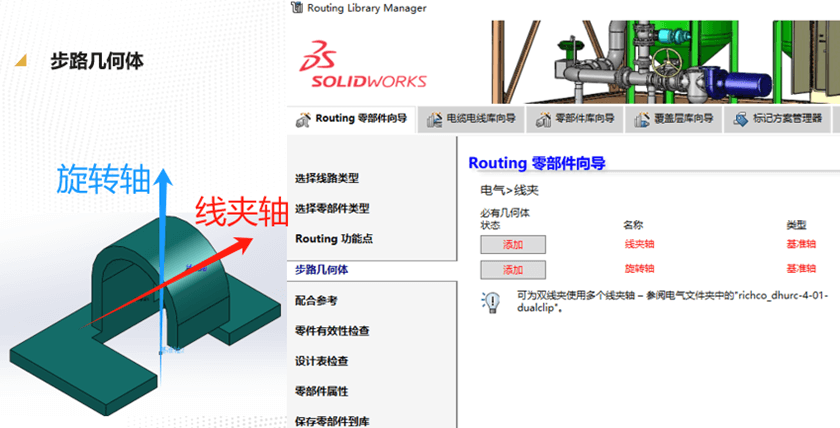 步路几何体
旋转轴
线夹轴
Routing Library Manager
SOLIDWORKS
Routing 零部件向导
电缆电线库向导
零部件库向导
覆盖层库向导
标记方案管理器
选择线路类型
选择零部件类型
Routing 功能点
步路几何体
配合参考
零件有效性检查
设计表检查
零部件属性
保存零部件到库
Routing 零部件向导
电气>线夹
必有几何体
状态 名称 类型
添加 线夹轴 基准轴
添加 旋转轴 基准轴
可为双线夹使用多个线夹轴 – 参阅电气文件夹中的"richco_dhurc-4-01-
dualclip"。